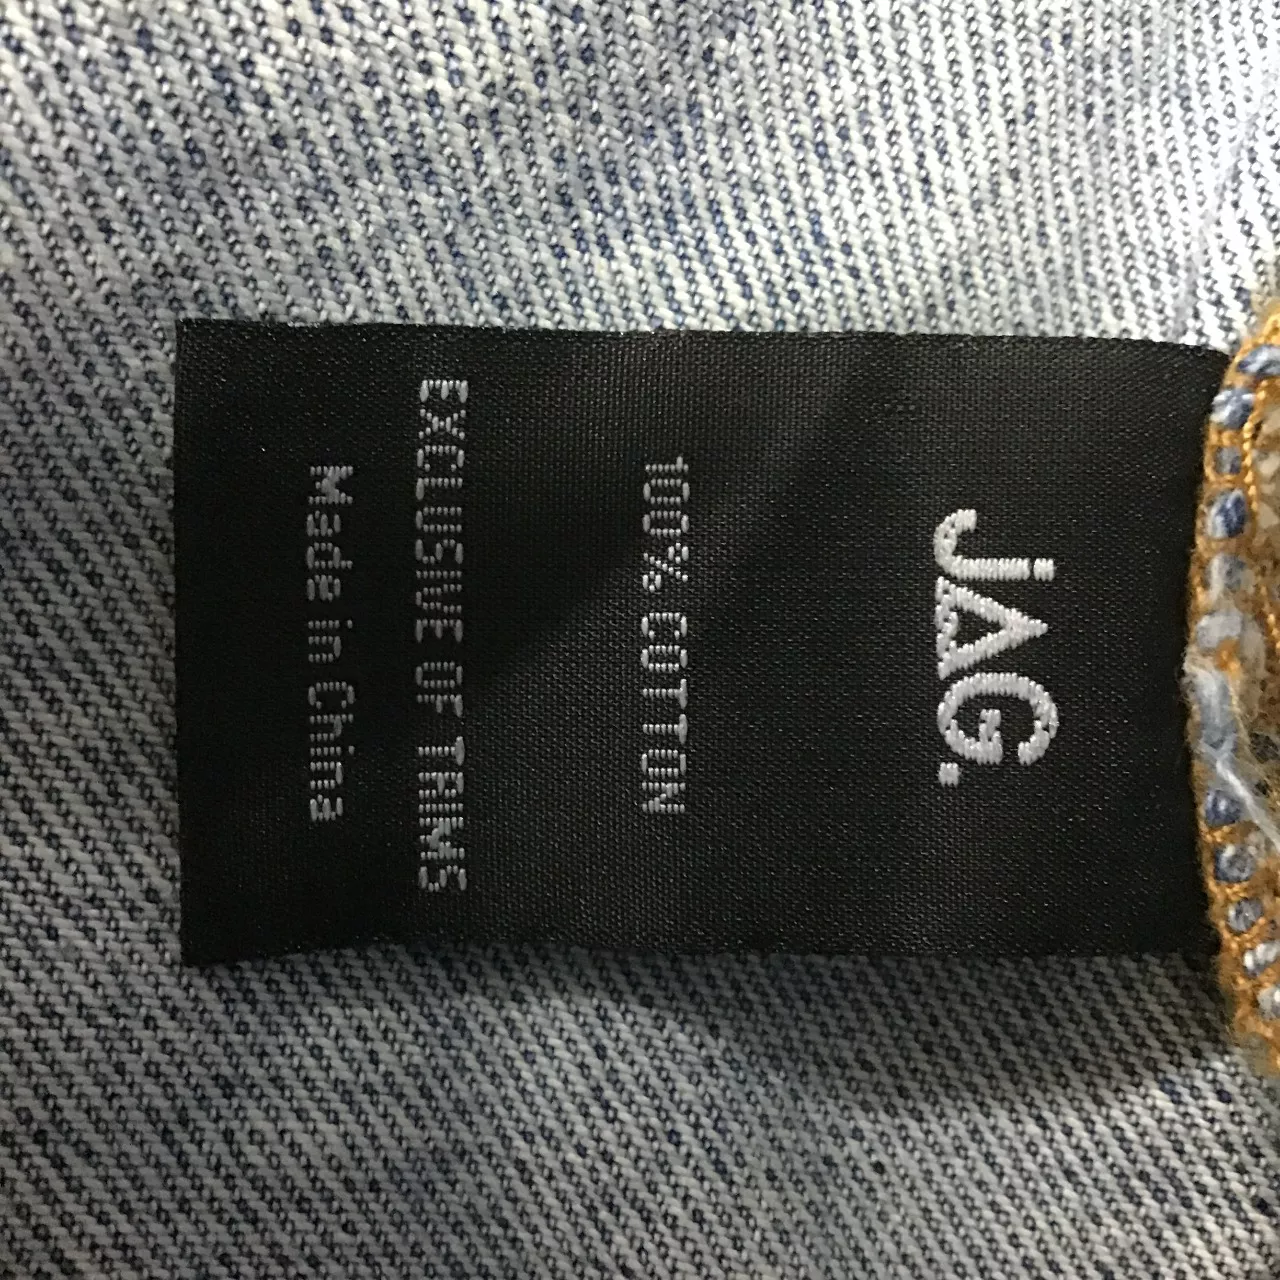 jAG.
100% COTTON
EXCLUSIVE OF TRIMS
Made in China